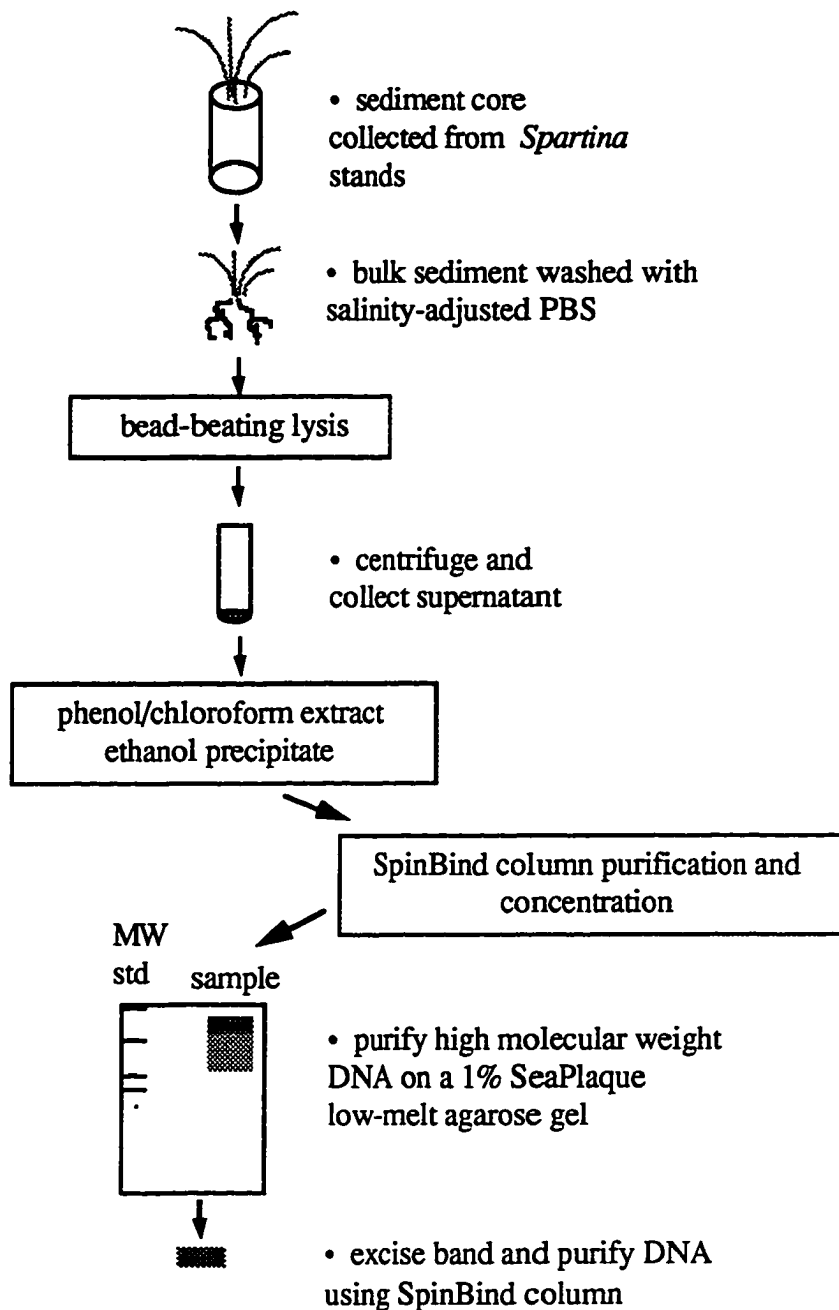 • sediment core
collected from Spartina
stands
• bulk sediment washed with
salinity-adjusted PBS
bead-beating lysis
• centrifuge and
collect supernatant
phenol/chloroform extract
ethanol precipitate
SpinBind column purification and
concentration
MW
std sample
• purify high molecular weight
DNA on a 1% SeaPlaque
low-melt agarose gel
• excise band and purify DNA
using SpinBind column